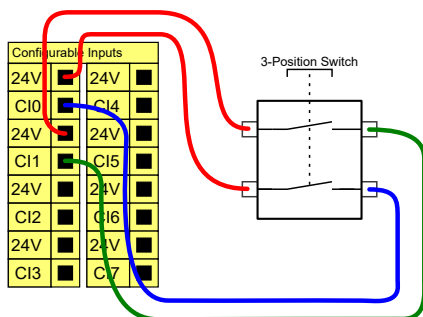 Configurable Inputs
3-Position Switch
24V 24V
CI0 CI4
24V 24V
CI1 CI5
24V 24V
CI2 CI6
24V 24V
CI3 CI7